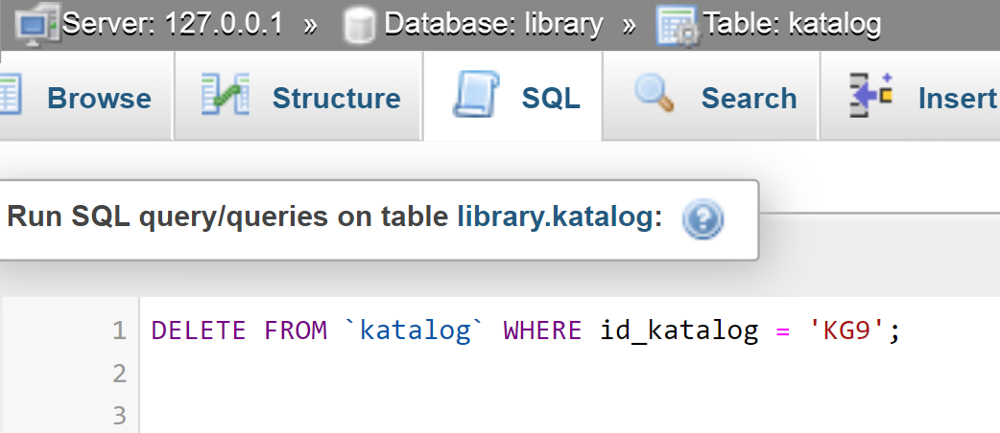 Server: 127.0.0.1 » Database: library » Table: katalog
Browse Structure SQL Search Insert
Run SQL query/queries on table library.katalog:
1 DELETE FROM `katalog` WHERE id_katalog = 'KG9';
2
3